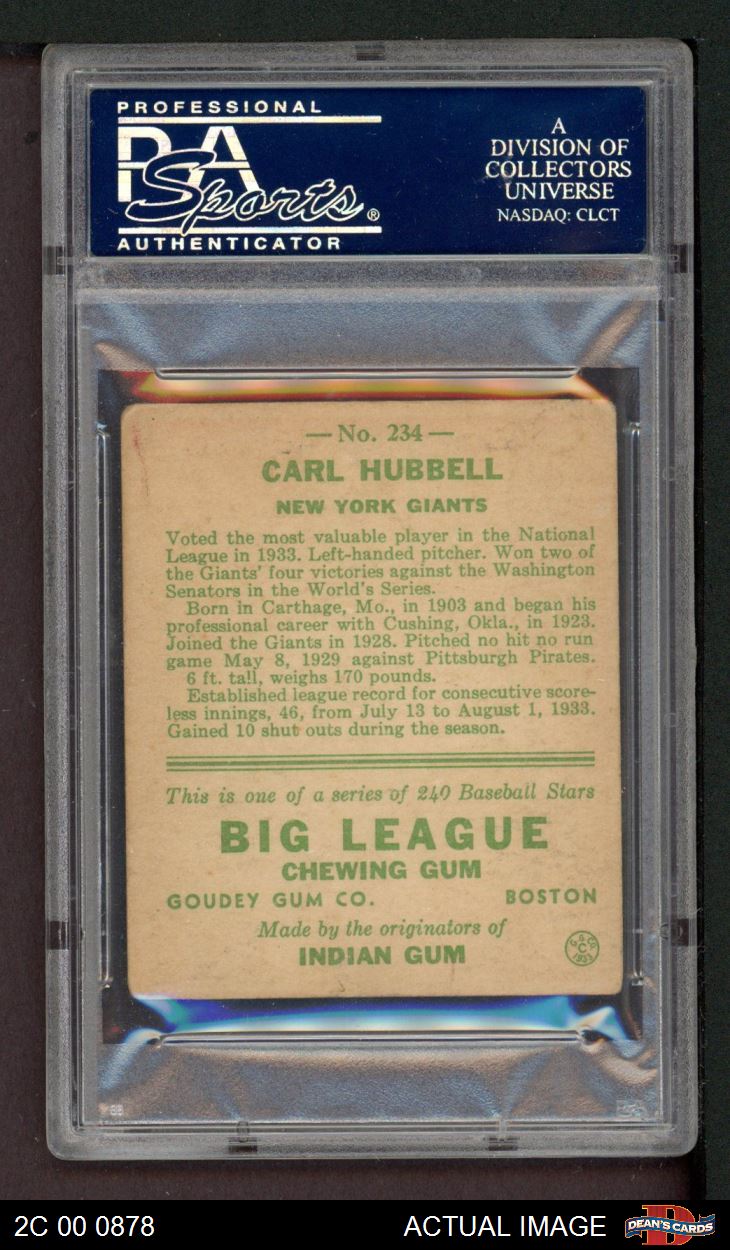 PROFESSIONAL
PSA
Sports®
AUTHENTICATOR
A
DIVISION OF
COLLECTORS
UNIVERSE
NASDAQ: CLCT
— No. 234 —
CARL HUBBELL
NEW YORK GIANTS
Voted the most valuable player in the National
League in 1933. Left-handed pitcher. Won two of
the Giants' four victories against the Washington
Senators in the World's Series.
Born in Carthage, Mo., in 1903 and began his
professional career with Cushing, Okla., in 1923.
Joined the Giants in 1928. Pitched no hit no run
game May 8, 1929 against Pittsburgh Pirates.
6 ft. tall, weighs 170 pounds.
Established league record for consecutive score-
less innings, 46, from July 13 to August 1, 1933.
Gained 10 shut outs during the season.
This is one of a series of 240 Baseball Stars
BIG LEAGUE
CHEWING GUM
GOUDEY GUM CO. BOSTON
Made by the originators of
INDIAN GUM
G. G. CO.
C
1933
2C 00 0878 ACTUAL IMAGE DEAN'S CARDS